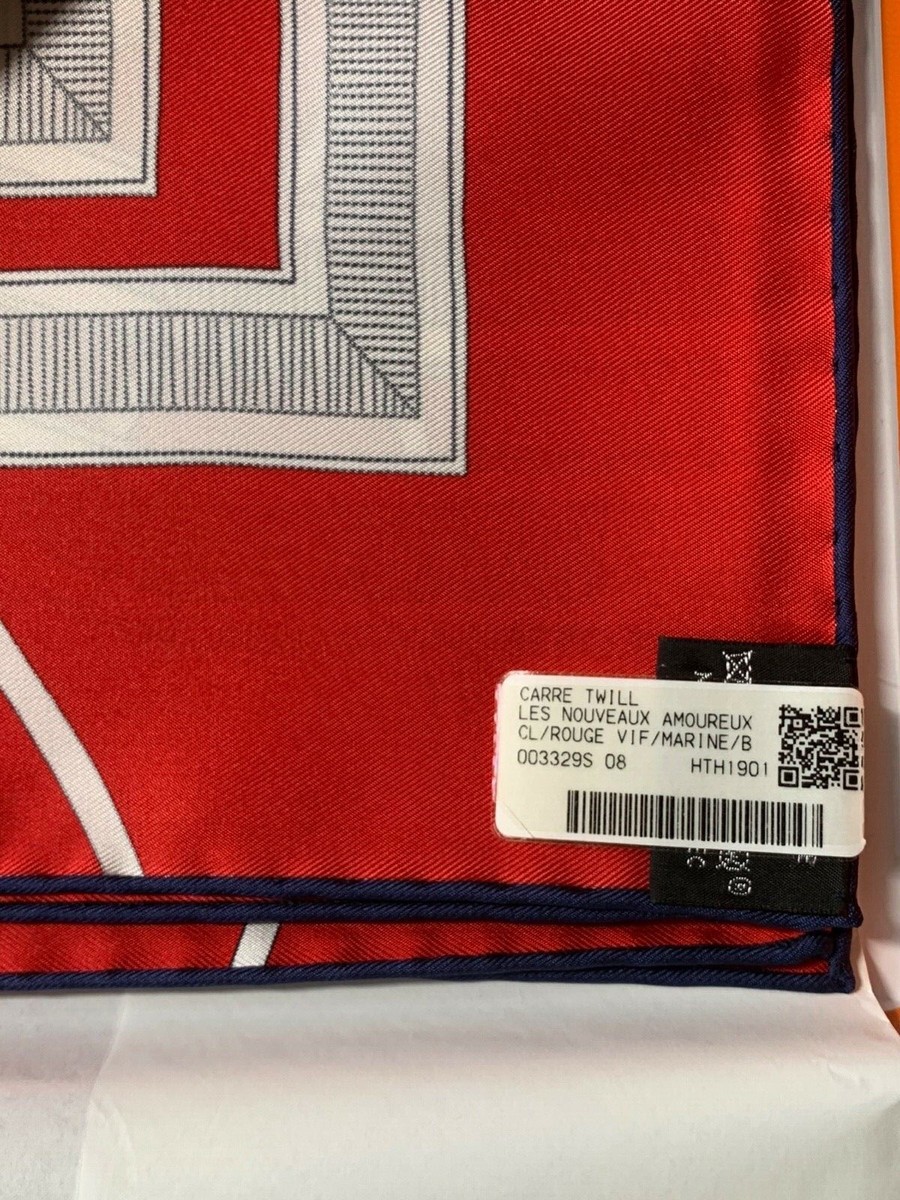 CARRE TWILL
LES NOUVEAUX AMOUREUX
CL/ROUGE VIF/MARINE/B
003329S 08 HTH1901